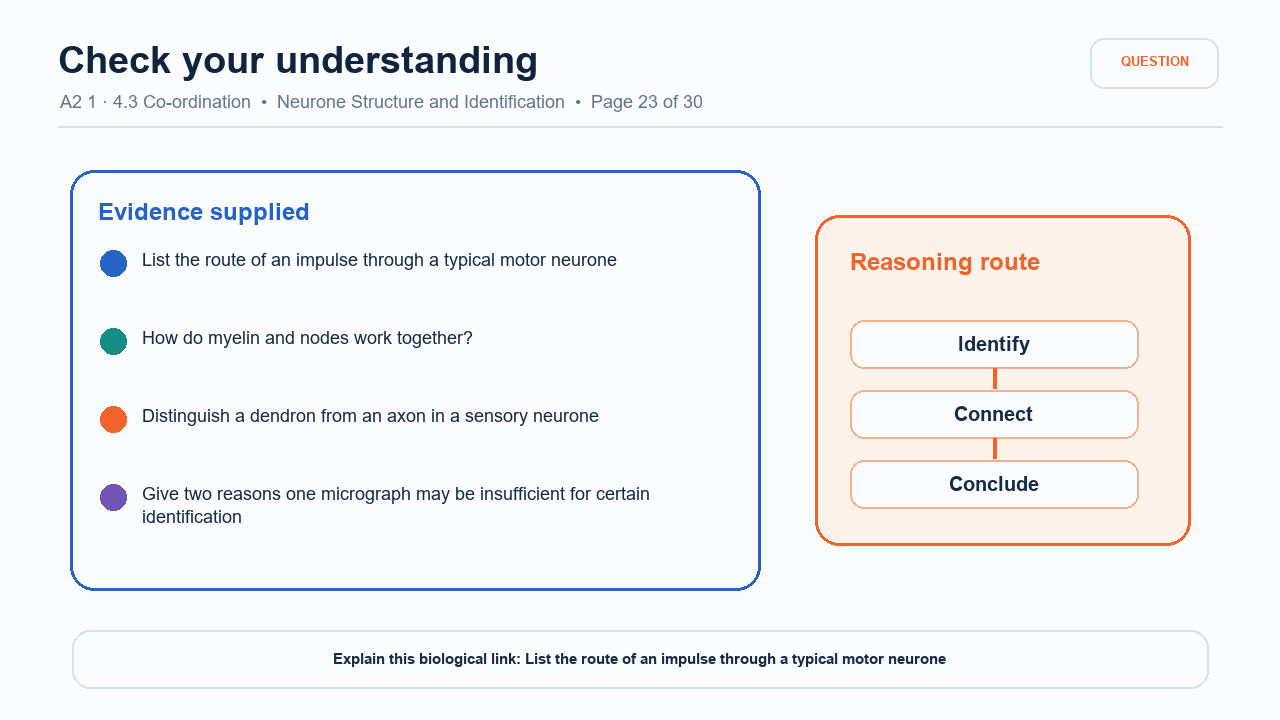 Check your understanding
A2 1 · 4.3 Co-ordination • Neurone Structure and Identification • Page 23 of 30
QUESTION
Evidence supplied
List the route of an impulse through a typical motor neurone
How do myelin and nodes work together?
Distinguish a dendron from an axon in a sensory neurone
Give two reasons one micrograph may be insufficient for certain
identification
Reasoning route
Identify
Connect
Conclude
Explain this biological link: List the route of an impulse through a typical motor neurone